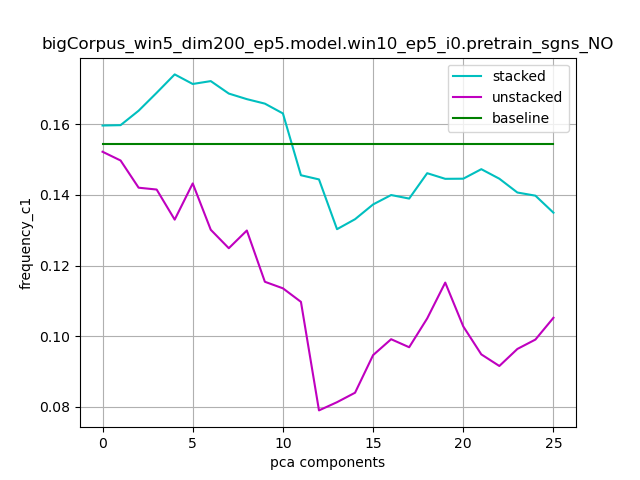 bigCorpus_win5_dim200_ep5.model.win10_ep5_i0.pretrain_sgns_NO
stacked
unstacked
baseline
frequency_c1
0.16
0.14
0.12
0.10
0.08
0 5 10 15 20 25
pca components